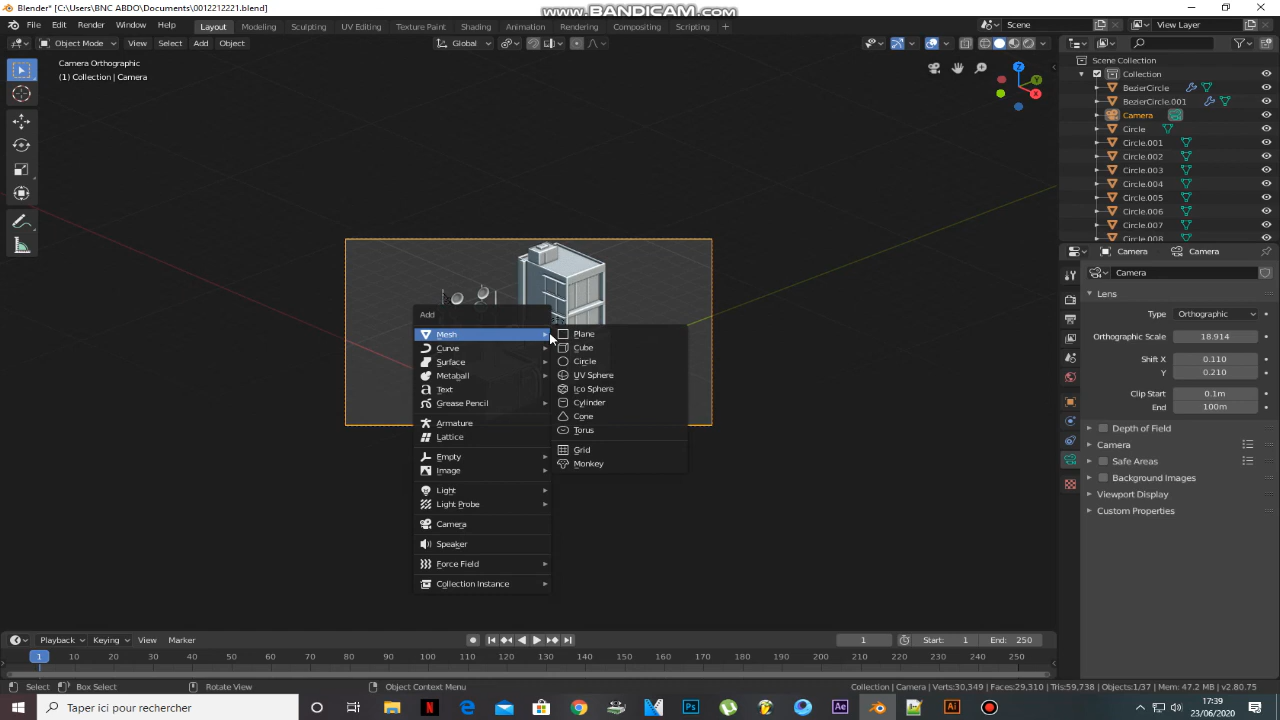 Blender* [C:\Users\BNC ABDO\Documents\0012212221.blend]
www.BANDICAM.com
File Edit Render Window Help
Layout Modeling Sculpting UV Editing Texture Paint Shading Animation Rendering Compositing Scripting +
Scene
View Layer
Object Mode View Select Add Object
Global
Camera Orthographic
(1) Collection | Camera
Z
Y
X
Scene Collection
Collection
BezierCircle
BezierCircle.001
Camera
Circle
Circle.001
Circle.002
Circle.003
Circle.004
Circle.005
Circle.006
Circle.007
Circle.008
Add
Mesh
Curve
Surface
Metaball
Text
Grease Pencil
Armature
Lattice
Empty
Image
Light
Light Probe
Camera
Speaker
Force Field
Collection Instance
Plane
Cube
Circle
UV Sphere
Ico Sphere
Cylinder
Cone
Torus
Grid
Monkey
Camera Camera
Camera
Lens
Type Orthographic
Orthographic Scale 18.914
Shift X 0.110
Y 0.210
Clip Start 0.1m
End 100m
Depth of Field
Camera
Safe Areas
Background Images
Viewport Display
Custom Properties
Playback Keying View Marker
1 Start: 1 End: 250
1 10 20 30 40 50 60 70 80 90 100 110 120 130 140 150 160 170 180 190 200 210 220 230 240 250
Select Box Select Rotate View Object Context Menu
Collection | Camera | Verts:30,349 | Faces:29,310 | Tris:59,738 | Objects:1/37 | Mem: 47.2 MB | v2.80.75
Taper ici pour rechercher
N
Ps
Ae
Ai
17:39
23/06/2020